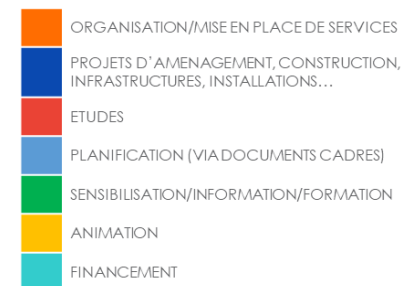 ORGANISATION/MISE EN PLACE DE SERVICES
PROJETS D'AMENAGEMENT, CONSTRUCTION,
INFRASTRUCTURES, INSTALLATIONS…
ETUDES
PLANIFICATION (VIA DOCUMENTS CADRES)
SENSIBILISATION/INFORMATION/FORMATION
ANIMATION
FINANCEMENT